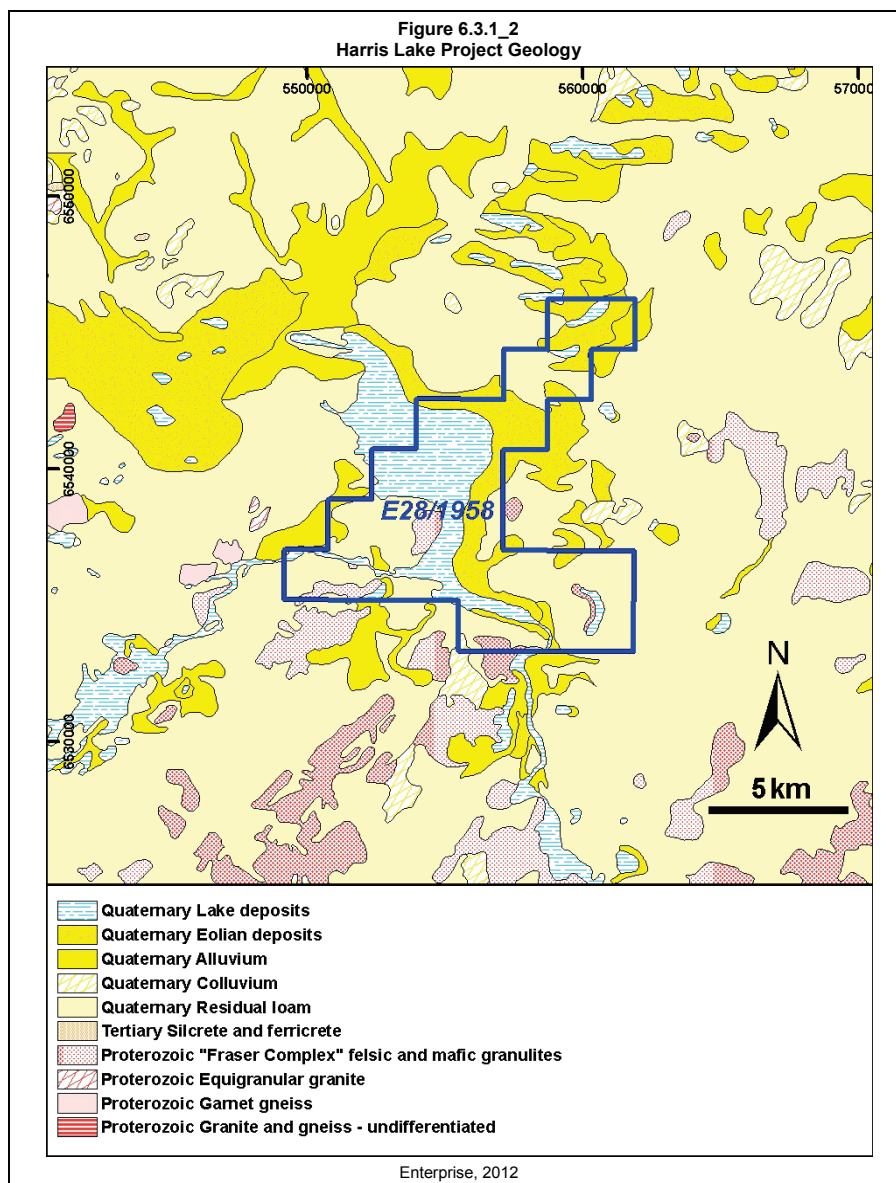 Figure 6.3.1_2
Harris Lake Project Geology
550000
560000
570000
6550000
6540000
6530000
E28/1958
N
5km
Quaternary Lake deposits
Quaternary Eolian deposits
Quaternary Alluvium
Quaternary Colluvium
Quaternary Residual loam
Tertiary Silcrete and ferricrete
Proterozoic "Fraser Complex" felsic and mafic granulites
Proterozoic Equigranular granite
Proterozoic Garnet gneiss
Proterozoic Granite and gneiss - undifferentiated
Enterprise, 2012